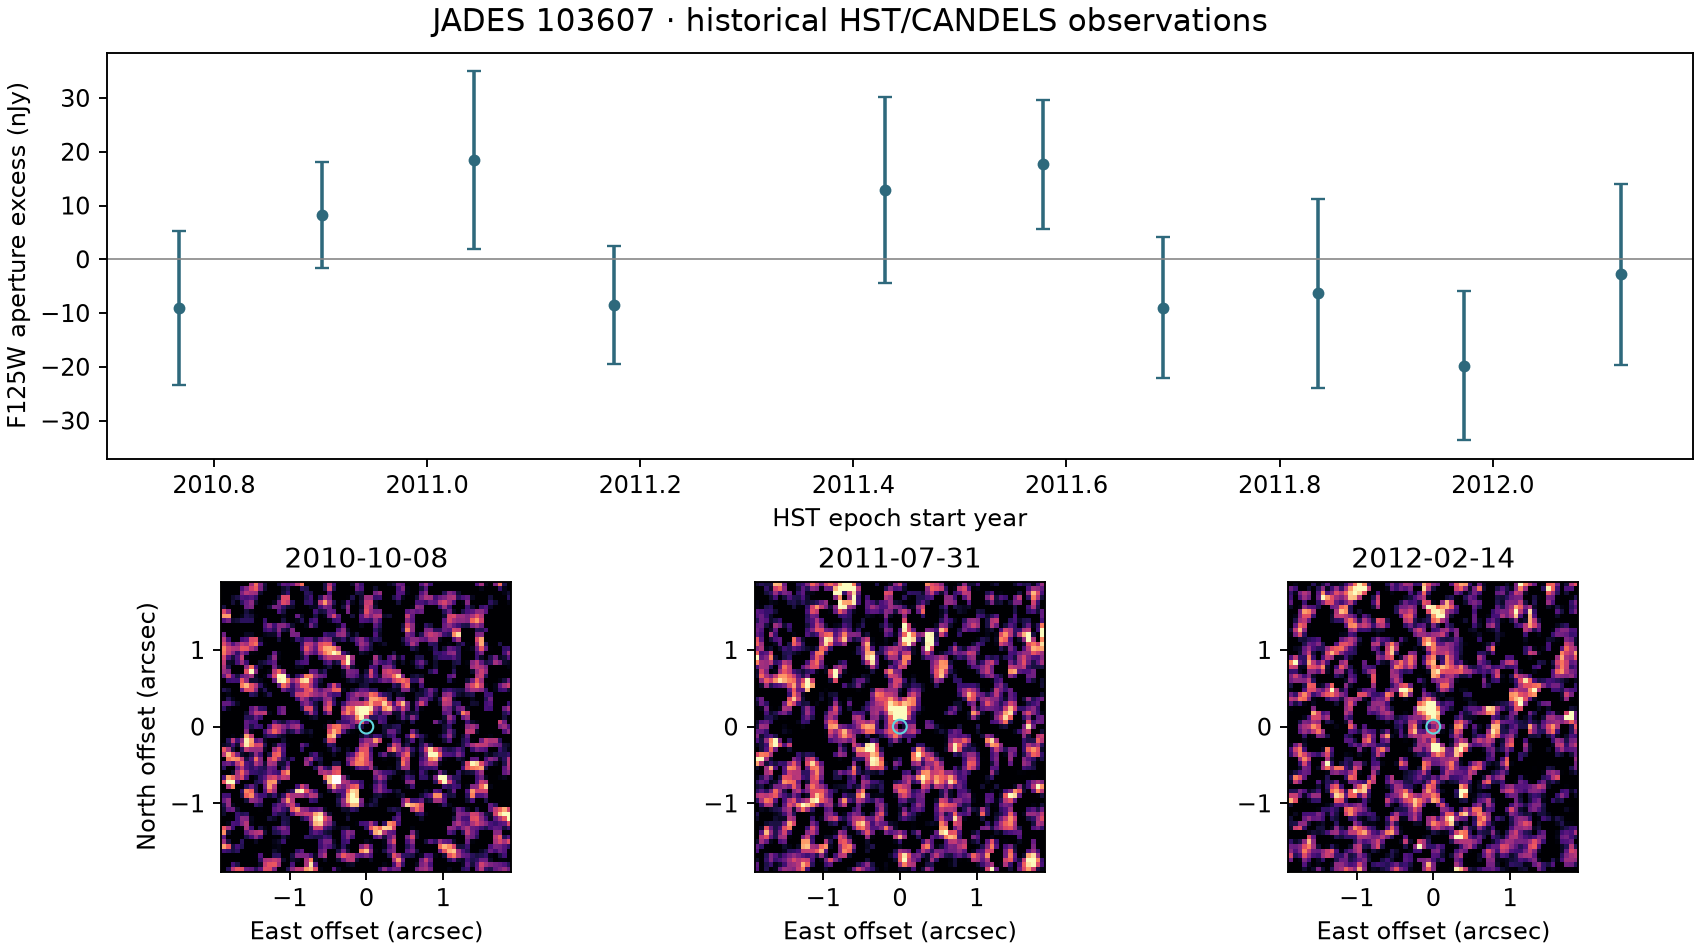 JADES 103607 · historical HST/CANDELS observations
F125W aperture excess (nJy)
30
20
10
0
−10
−20
−30
2010.8 2011.0 2011.2 2011.4 2011.6 2011.8 2012.0
HST epoch start year
2010-10-08 2011-07-31 2012-02-14
North offset (arcsec)
1 1 1
0 0 0
−1 −1 −1
−1 0 1 −1 0 1 −1 0 1
East offset (arcsec) East offset (arcsec) East offset (arcsec)